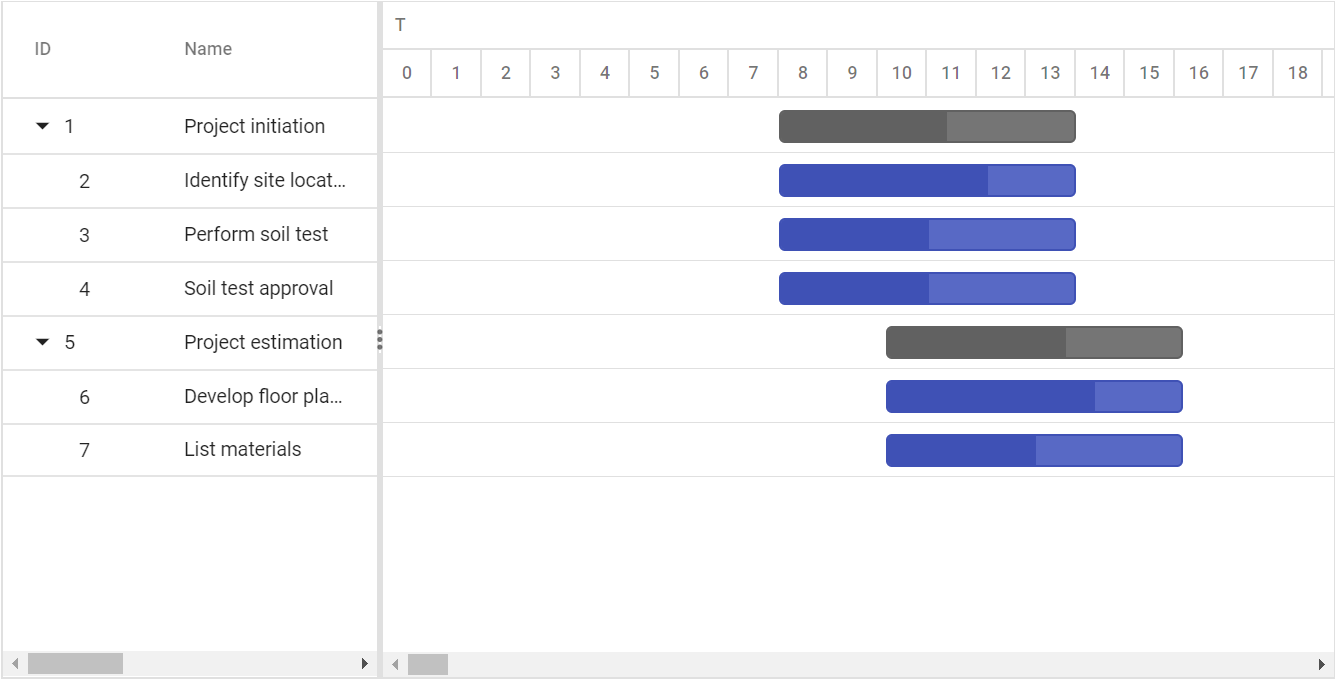 ID Name T
0 1 2 3 4 5 6 7 8 9 10 11 12 13 14 15 16 17 18
1 Project initiation
2 Identify site locat...
3 Perform soil test
4 Soil test approval
5 Project estimation
6 Develop floor pla...
7 List materials